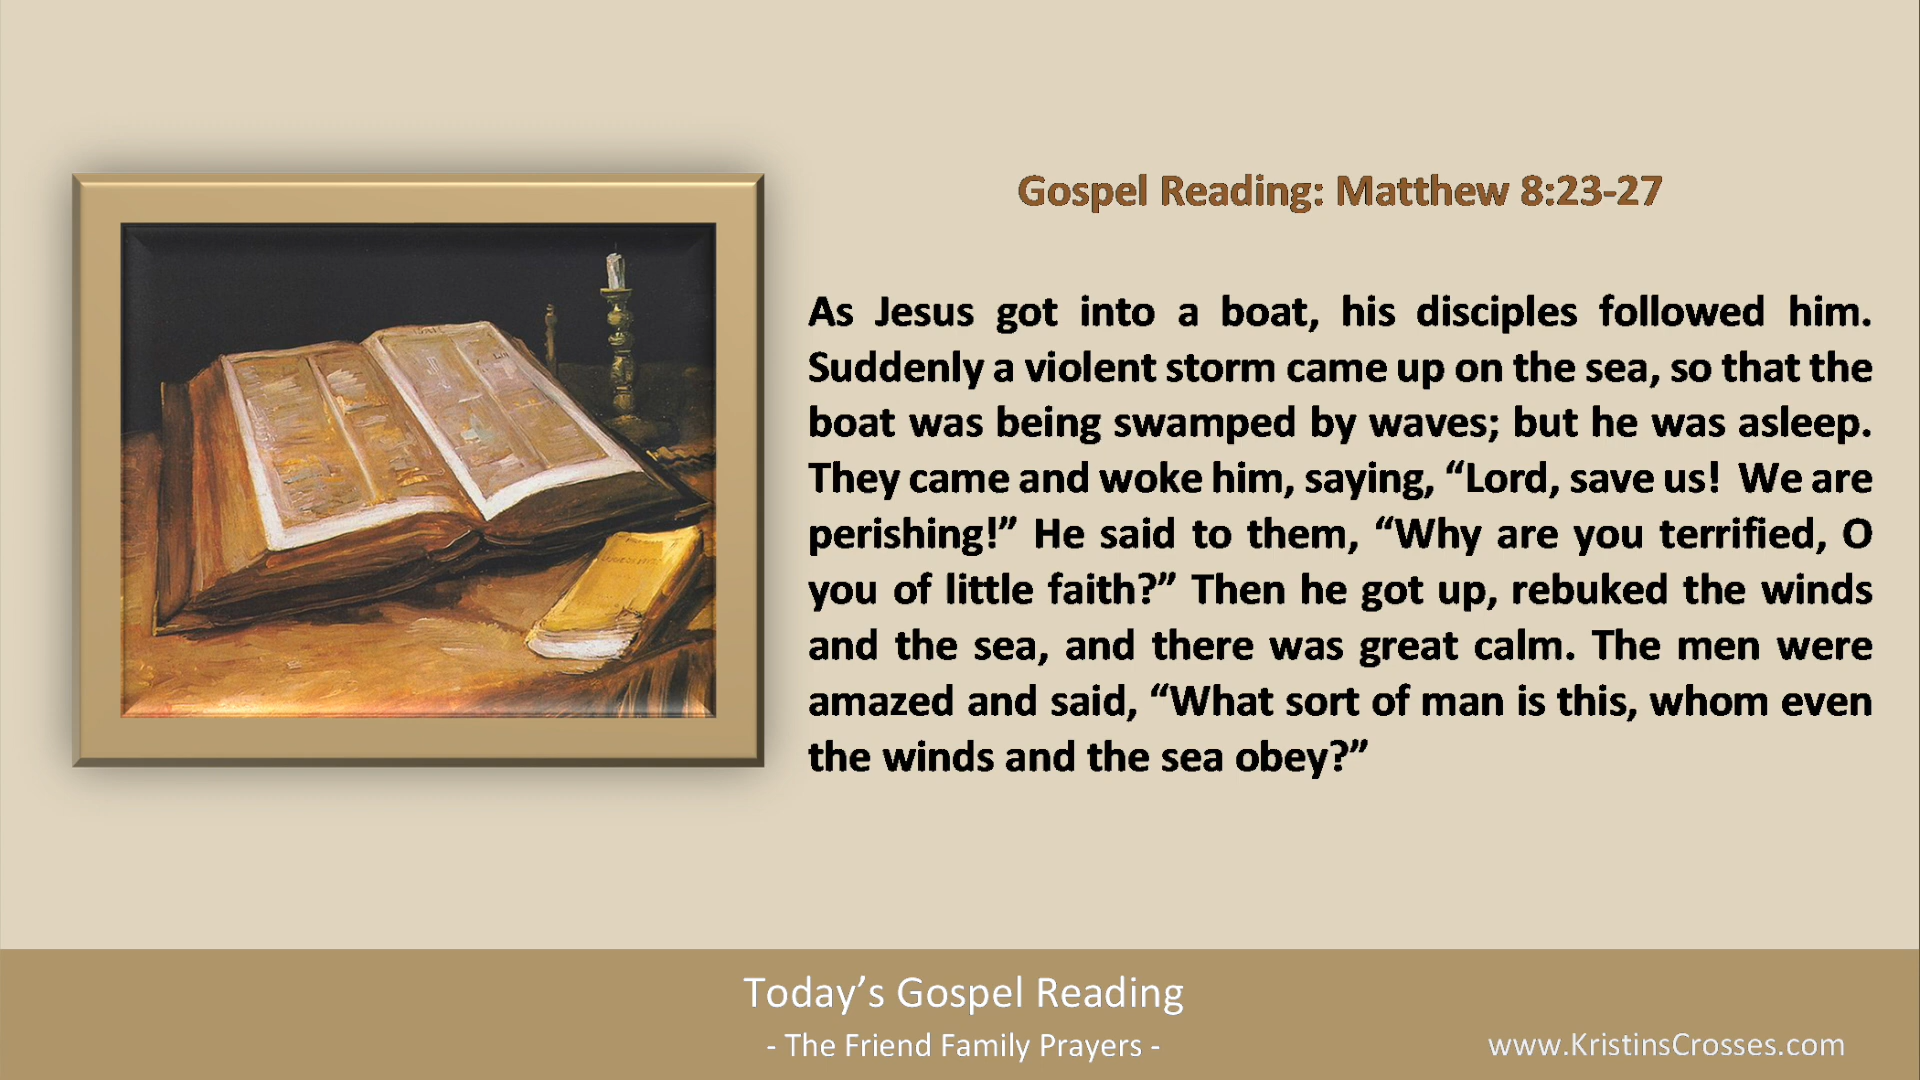 Gospel Reading: Matthew 8:23-27
As Jesus got into a boat, his disciples followed him.
Suddenly a violent storm came up on the sea, so that the
boat was being swamped by waves; but he was asleep.
They came and woke him, saying, “Lord, save us!  We are
perishing!” He said to them, “Why are you terrified, O
you of little faith?” Then he got up, rebuked the winds
and the sea, and there was great calm. The men were
amazed and said, “What sort of man is this, whom even
the winds and the sea obey?”
Today’s Gospel Reading
- The Friend Family Prayers -
www.KristinsCrosses.com